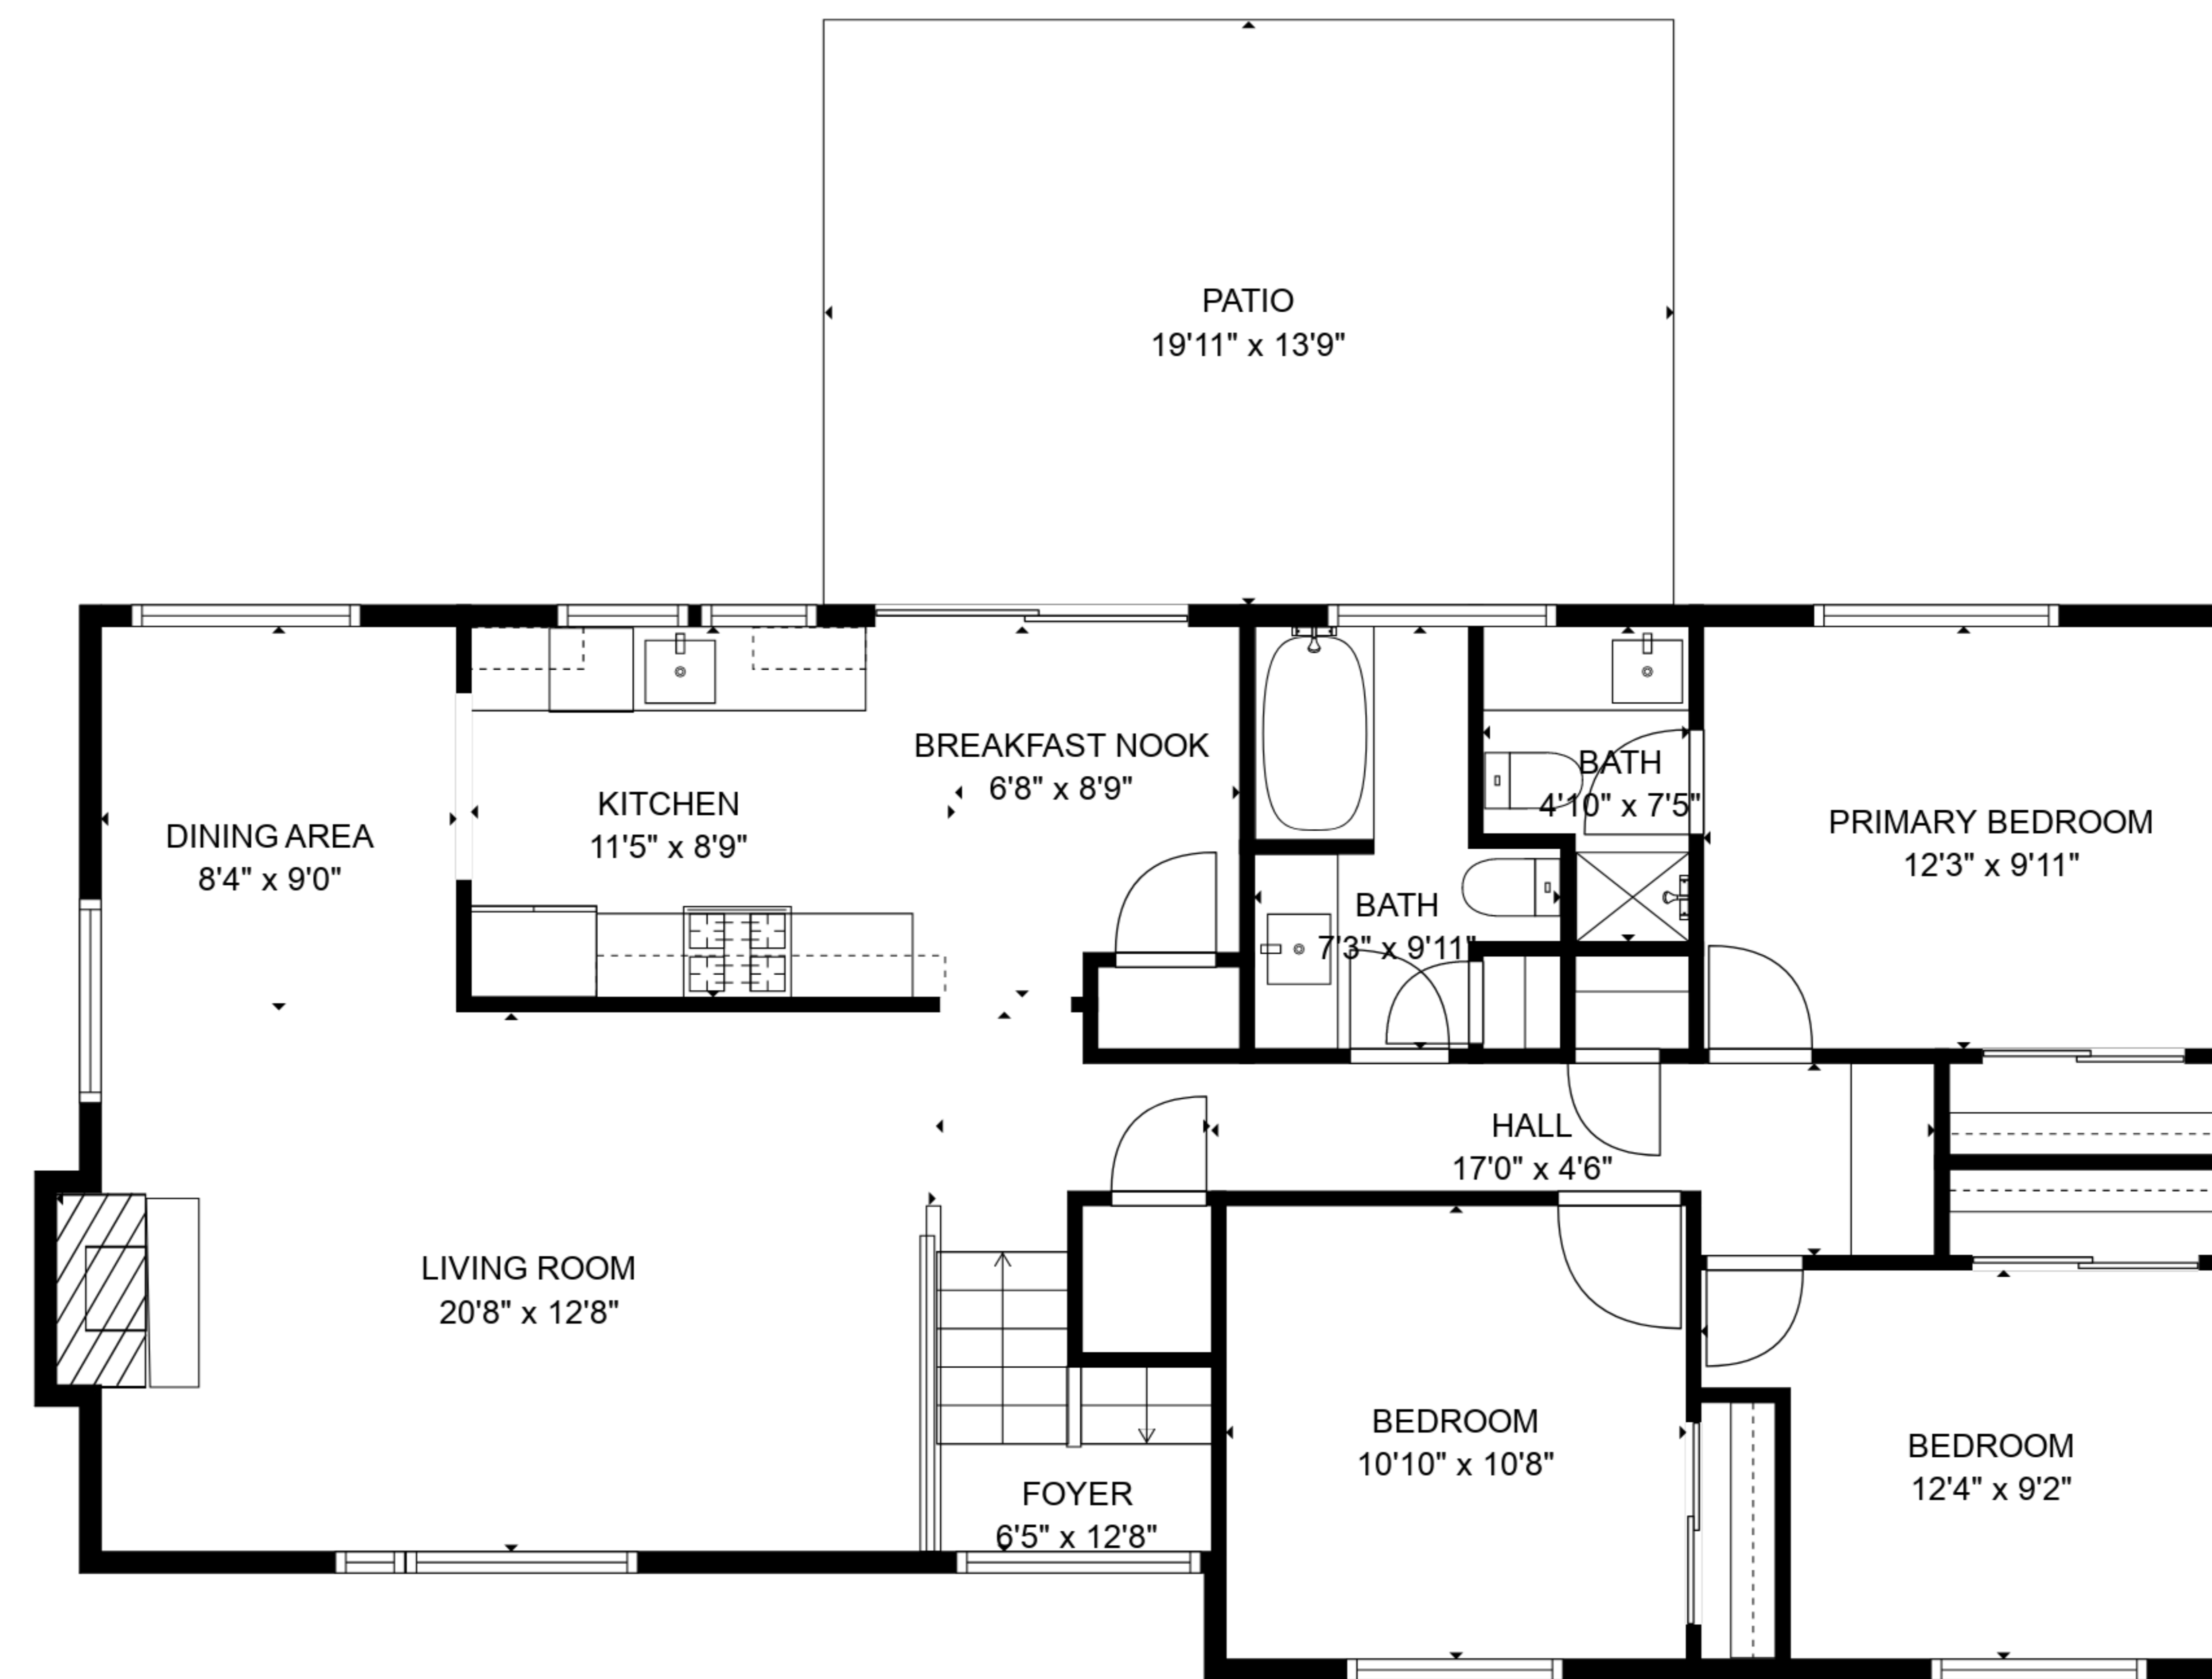 PATIO
19'11" x 13'9"
BREAKFAST NOOK
6'8" x 8'9"
KITCHEN
11'5" x 8'9"
DINING AREA
8'4" x 9'0"
BATH
4'10" x 7'5"
PRIMARY BEDROOM
12'3" x 9'11"
BATH
7'3" x 9'11"
HALL
17'0" x 4'6"
LIVING ROOM
20'8" x 12'8"
FOYER
6'5" x 12'8"
BEDROOM
10'10" x 10'8"
BEDROOM
12'4" x 9'2"